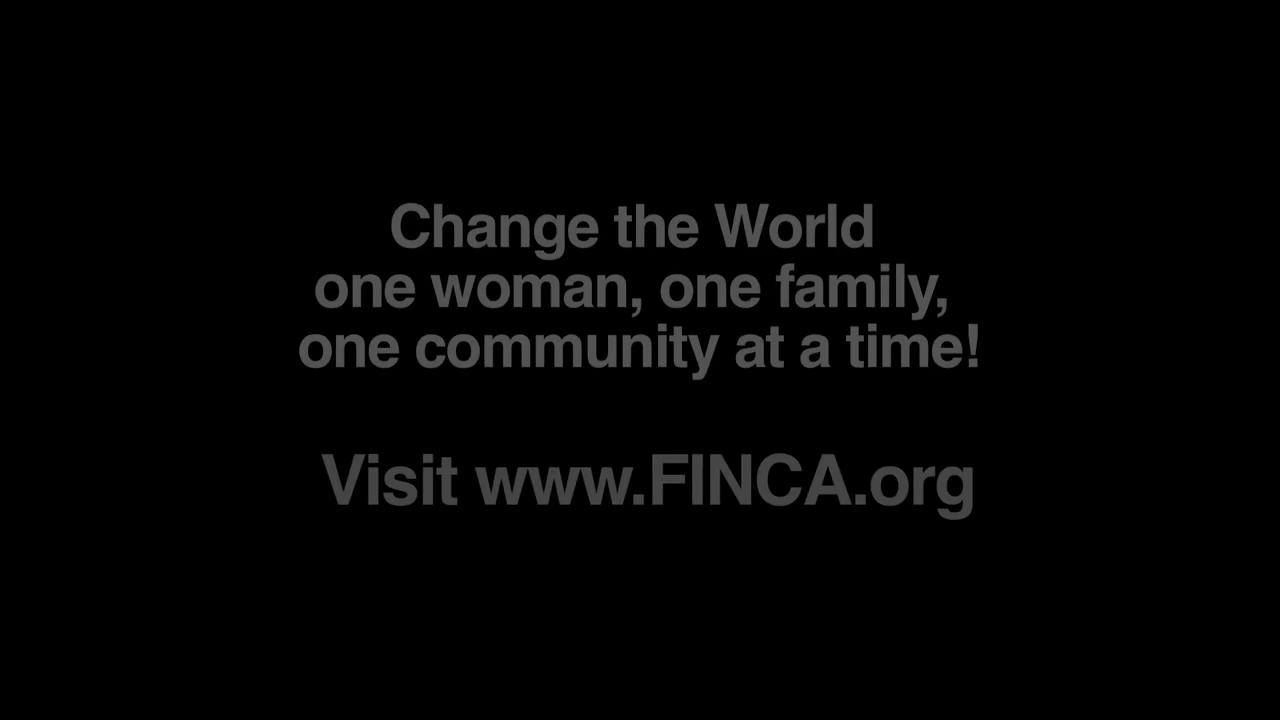 Change the World
one woman, one family,
one community at a time!
Visit www.FINCA.org